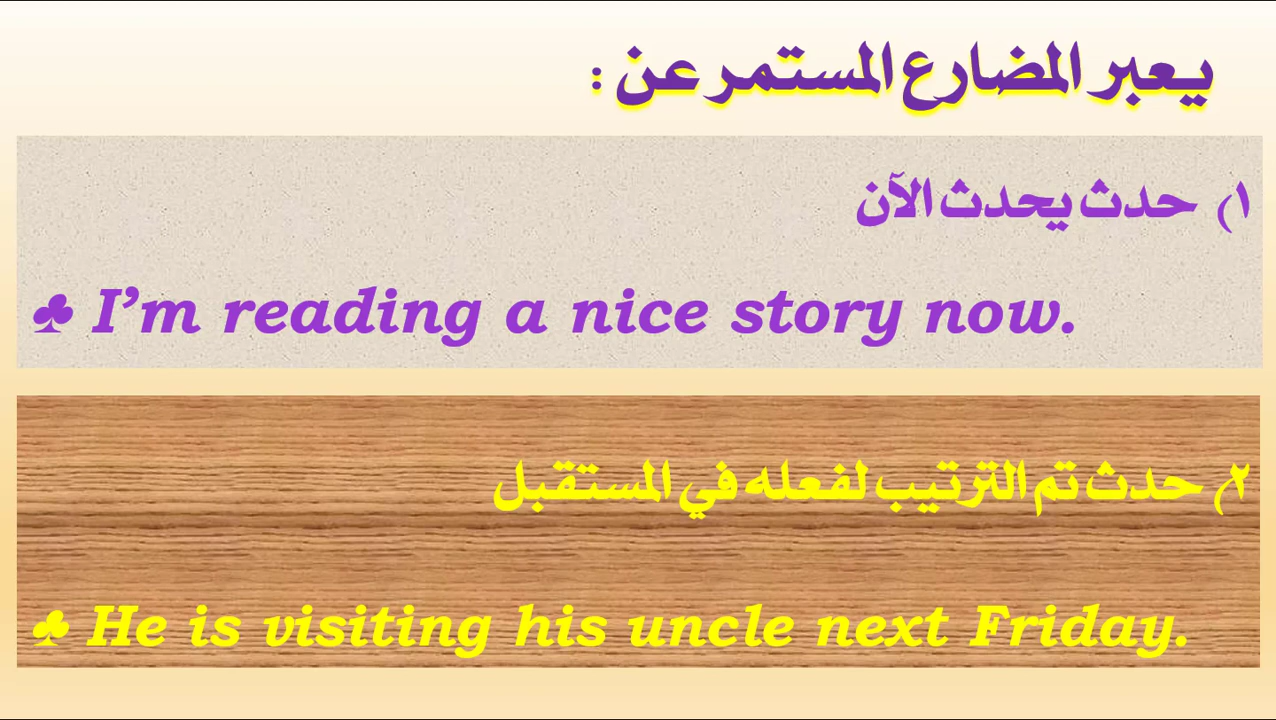 يعبر المضارع المستمر عن :
١) حدث يحدث الآن
♣ I’m reading a nice story now.
٢) حدث تم الترتيب لفعله في المستقبل
♣ He is visiting his uncle next Friday.